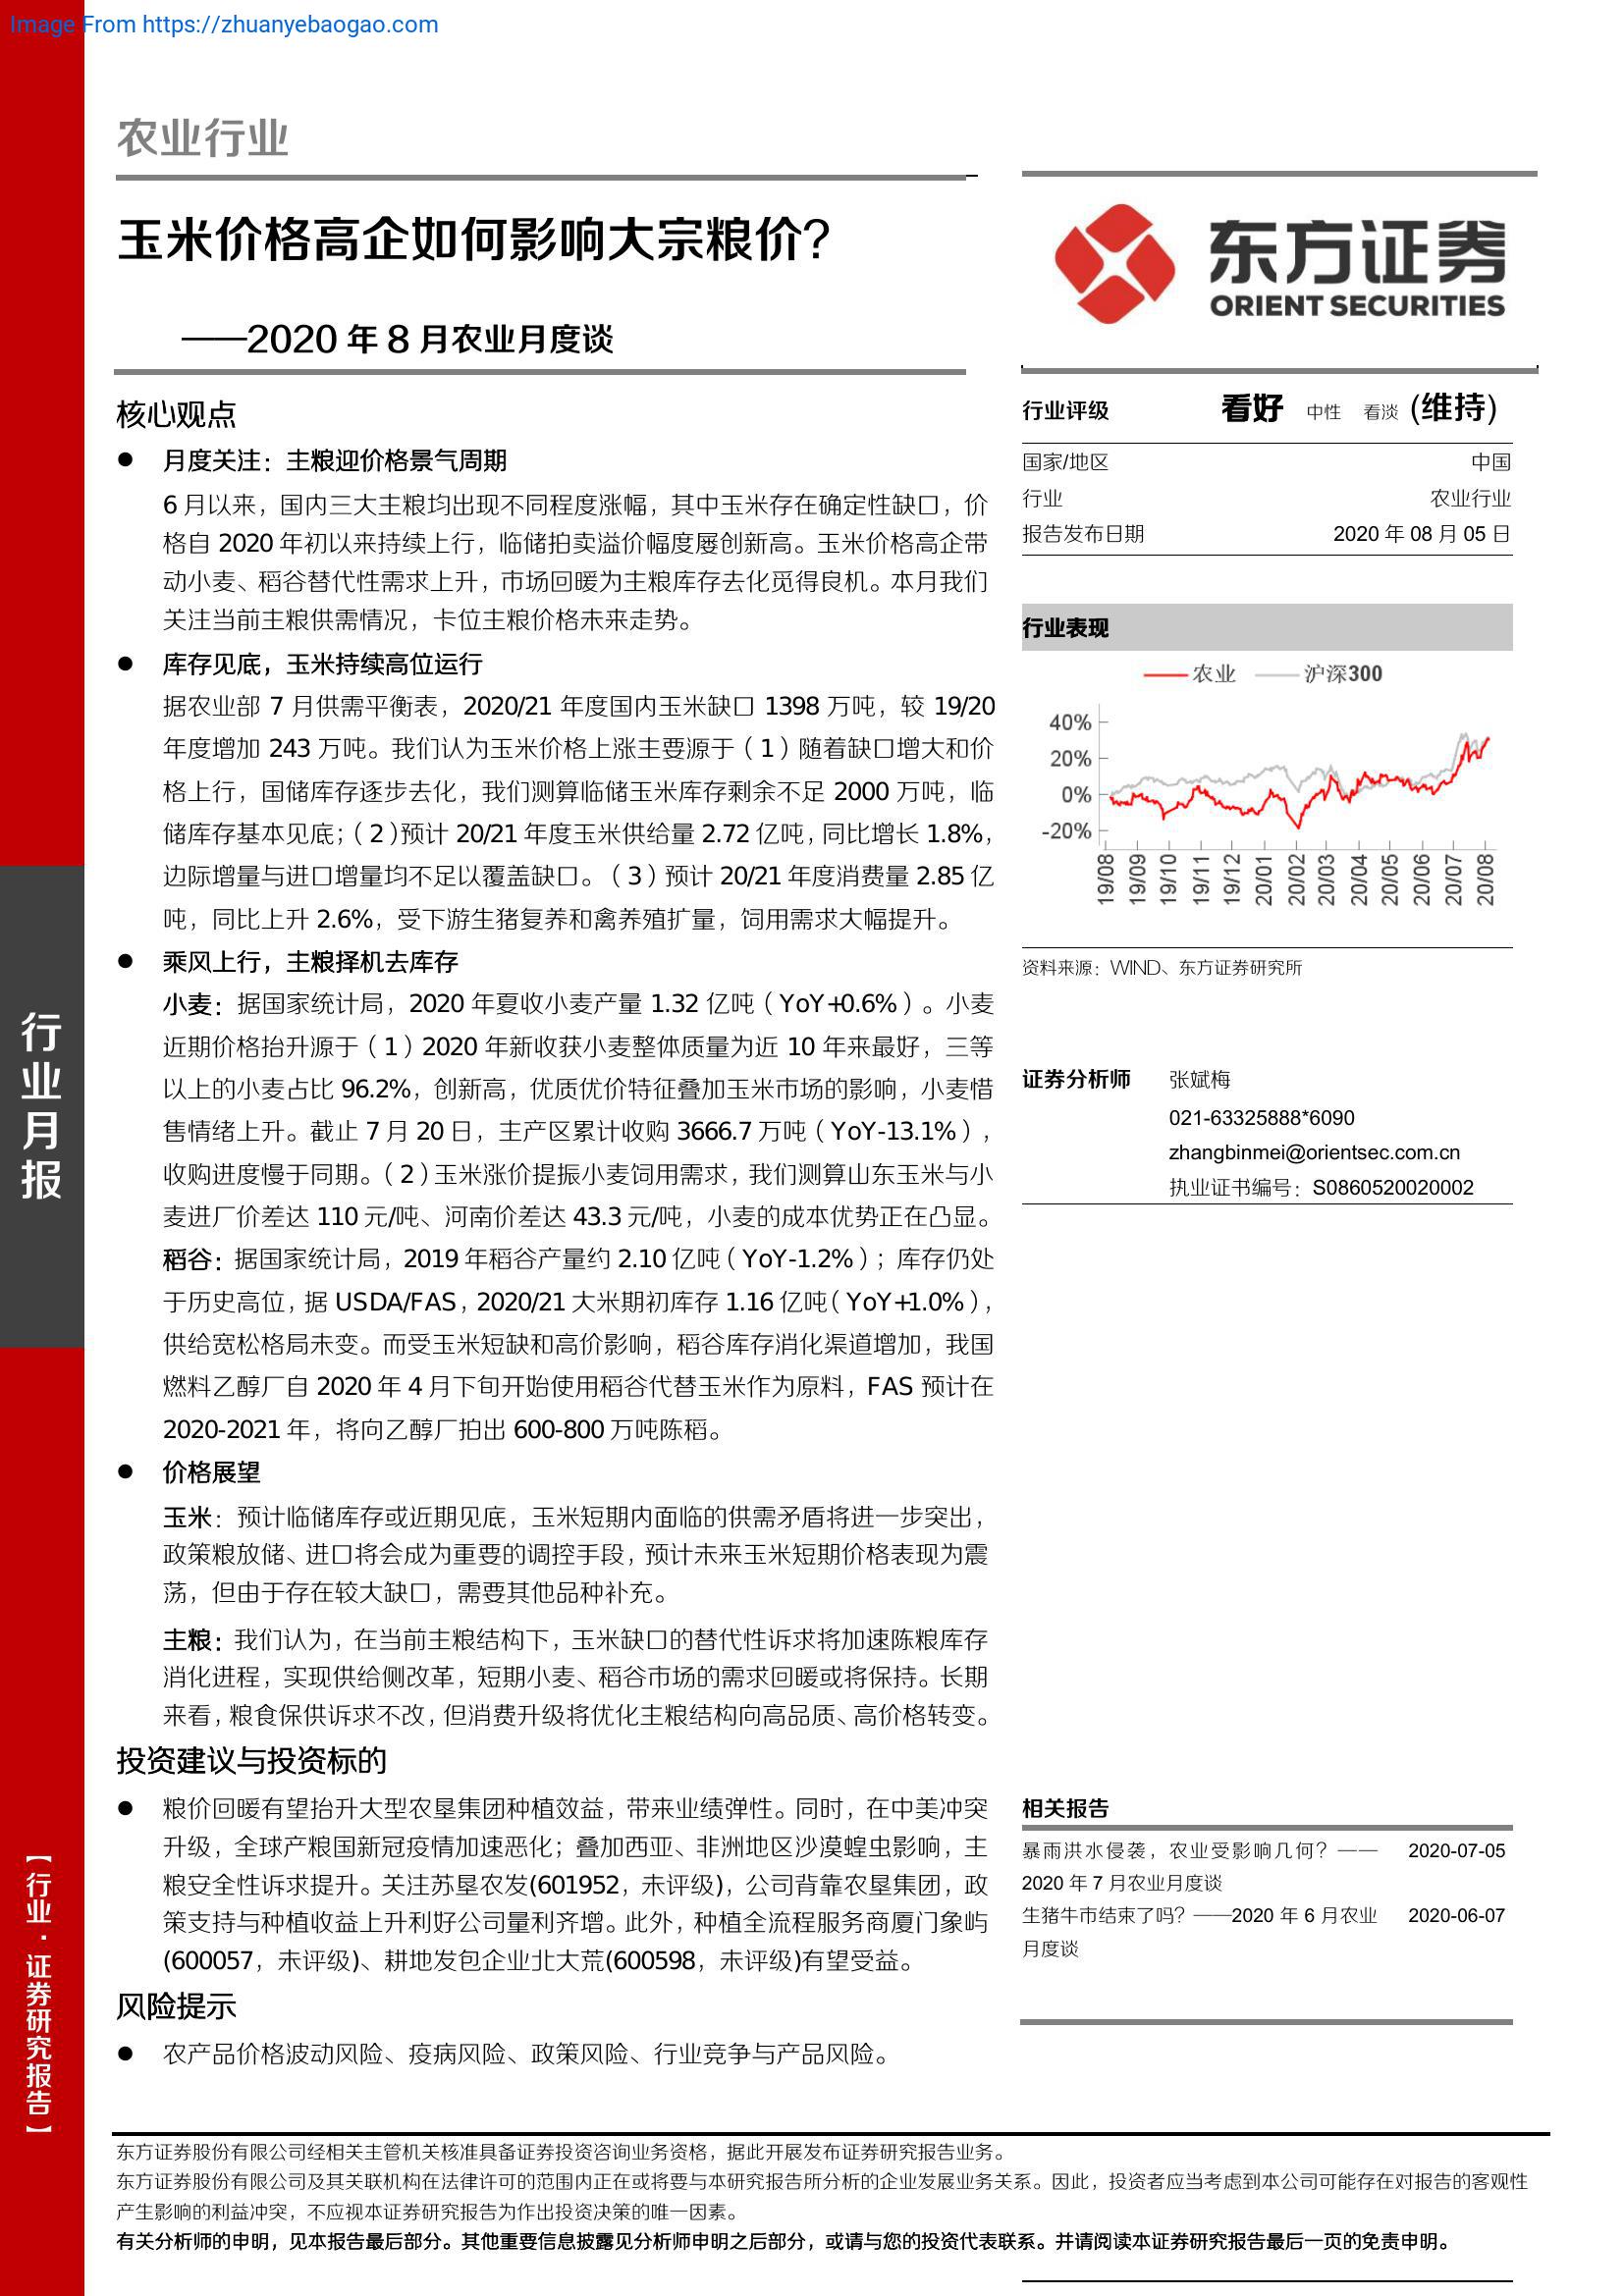 Image From https://zhuanyebaogao.com
农业行业
玉米价格高企如何影响大宗粮价？
——2020 年 8 月农业月度谈
核心观点
● 月度关注：主粮迎价格景气周期
6 月以来，国内三大主粮均出现不同程度涨幅，其中玉米存在确定性缺口，价
格自 2020 年初以来持续上行，临储拍卖溢价幅度屡创新高。玉米价格高企带
动小麦、稻谷替代性需求上升，市场回暖为主粮库存去化觅得良机。本月我们
关注当前主粮供需情况，卡位主粮价格未来走势。
● 库存见底，玉米持续高位运行
据农业部 7 月供需平衡表，2020/21 年度国内玉米缺口 1398 万吨，较 19/20
年度增加 243 万吨。我们认为玉米价格上涨主要源于（1）随着缺口增大和价
格上行，国储库存逐步去化，我们测算临储玉米库存剩余不足 2000 万吨，临
储库存基本见底；（2）预计 20/21 年度玉米供给量 2.72 亿吨，同比增长 1.8%，
边际增量与进口增量均不足以覆盖缺口。（3）预计 20/21 年度消费量 2.85 亿
吨，同比上升 2.6%，受下游生猪复养和禽养殖扩量，饲用需求大幅提升。
● 乘风上行，主粮择机去库存
小麦：据国家统计局，2020 年夏收小麦产量 1.32 亿吨（YoY+0.6%）。小麦
近期价格抬升源于（1）2020 年新收获小麦整体质量为近 10 年来最好，三等
以上的小麦占比 96.2%，创新高，优质优价特征叠加玉米市场的影响，小麦惜
售情绪上升。截止 7 月 20 日，主产区累计收购 3666.7 万吨（YoY-13.1%），
收购进度慢于同期。（2）玉米涨价提振小麦饲用需求，我们测算山东玉米与小
麦进厂价差达 110 元/吨、河南价差达 43.3 元/吨，小麦的成本优势正在凸显。
稻谷：据国家统计局，2019 年稻谷产量约 2.10 亿吨（YoY-1.2%）；库存仍处
于历史高位，据 USDA/FAS，2020/21 大米期初库存 1.16 亿吨（YoY+1.0%），
供给宽松格局未变。而受玉米短缺和高价影响，稻谷库存消化渠道增加，我国
燃料乙醇厂自 2020 年 4 月下旬开始使用稻谷代替玉米作为原料，FAS 预计在
2020-2021 年，将向乙醇厂拍出 600-800 万吨陈稻。
● 价格展望
玉米：预计临储库存或近期见底，玉米短期内面临的供需矛盾将进一步突出，
政策粮放储、进口将会成为重要的调控手段，预计未来玉米短期价格表现为震
荡，但由于存在较大缺口，需要其他品种补充。
主粮：我们认为，在当前主粮结构下，玉米缺口的替代性诉求将加速陈粮库存
消化进程，实现供给侧改革，短期小麦、稻谷市场的需求回暖或将保持。长期
来看，粮食保供诉求不改，但消费升级将优化主粮结构向高品质、高价格转变。
投资建议与投资标的
● 粮价回暖有望抬升大型农垦集团种植效益，带来业绩弹性。同时，在中美冲突
升级，全球产粮国新冠疫情加速恶化；叠加西亚、非洲地区沙漠蝗虫影响，主
粮安全性诉求提升。关注苏垦农发(601952，未评级)，公司背靠农垦集团，政
策支持与种植收益上升利好公司量利齐增。此外，种植全流程服务商厦门象屿
(600057，未评级)、耕地发包企业北大荒(600598，未评级)有望受益。
风险提示
● 农产品价格波动风险、疫病风险、政策风险、行业竞争与产品风险。
东方证券
ORIENT SECURITIES
行业评级 看好 中性 看淡 (维持)
国家/地区 中国
行业 农业行业
报告发布日期 2020 年 08 月 05 日
行业表现
农业 沪深300
40%
20%
0%
-20%
19/08 19/09 19/10 19/11 19/12 20/01 20/02 20/03 20/04 20/05 20/06 20/07 20/08
资料来源：WIND、东方证券研究所
证券分析师 张斌梅
021-63325888*6090
zhangbinmei@orientsec.com.cn
执业证书编号：S0860520020002
相关报告
暴雨洪水侵袭，农业受影响几何？—— 2020-07-05
2020 年 7 月农业月度谈
生猪牛市结束了吗？——2020 年 6 月农业 2020-06-07
月度谈
行业月报
【行业·证券研究报告】
东方证券股份有限公司经相关主管机关核准具备证券投资咨询业务资格，据此开展发布证券研究报告业务。
东方证券股份有限公司及其关联机构在法律许可的范围内正在或将要与本研究报告所分析的企业发展业务关系。因此，投资者应当考虑到本公司可能存在对报告的客观性
产生影响的利益冲突，不应视本证券研究报告为作出投资决策的唯一因素。
有关分析师的申明，见本报告最后部分。其他重要信息披露见分析师申明之后部分，或请与您的投资代表联系。并请阅读本证券研究报告最后一页的免责申明。